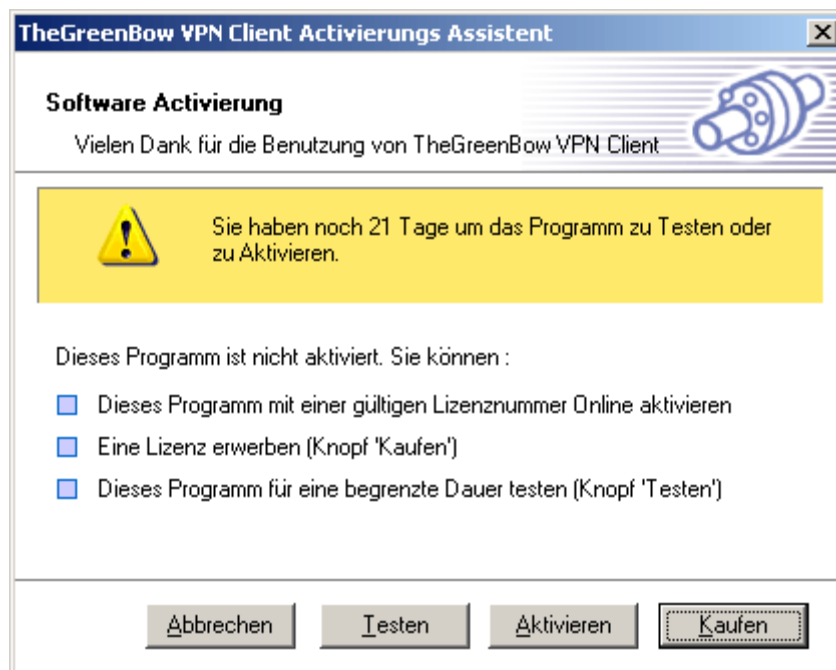 TheGreenBow VPN Client Activierungs Assistent
Software Activierung
Vielen Dank für die Benutzung von TheGreenBow VPN Client
Sie haben noch 21 Tage um das Programm zu Testen oder
zu Aktivieren.
Dieses Programm ist nicht aktiviert. Sie können :
Dieses Programm mit einer gültigen Lizenznummer Online aktivieren
Eine Lizenz erwerben (Knopf 'Kaufen')
Dieses Programm für eine begrenzte Dauer testen (Knopf 'Testen')
Abbrechen Testen Aktivieren Kaufen